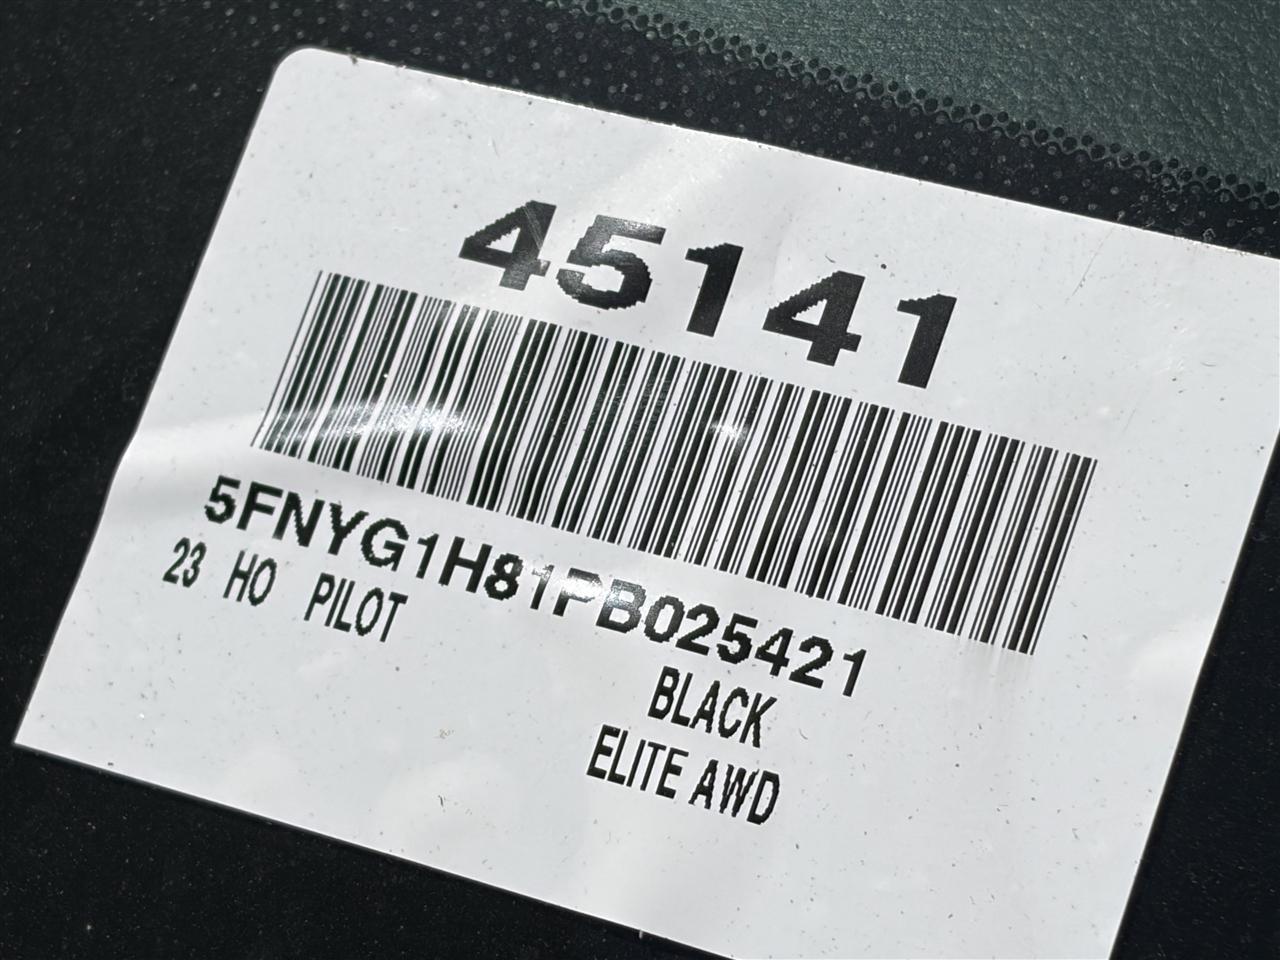 45141
5FNYG1H81PB025421
23 HO PILOT
BLACK
ELITE AWD